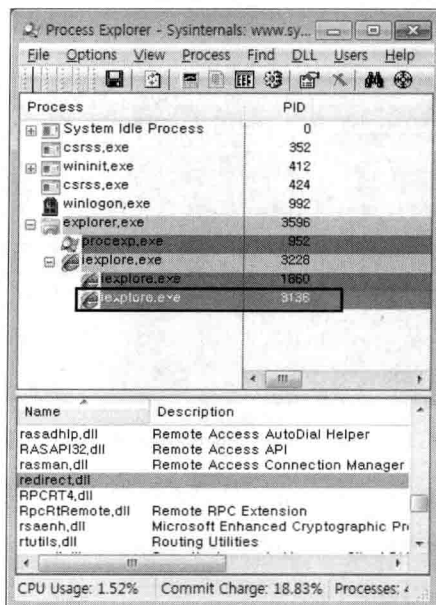 Process Explorer - Sysinternals: www.sy...
File Options View Process Find DLL Users Help
Process PID
System Idle Process 0
csrss,exe 352
wininit,exe 412
csrss,exe 424
winlogon,exe 992
explorer,exe 3596
procexp,exe 952
iexplore,exe 3228
iexplore,exe 1860
iexplore,exe 3136
Name Description
rasadhlp,dll Remote Access AutoDial Helper
RASAPI32,dll Remote Access API
rasman,dll Remote Access Connection Manager
redirect,dll
RPCRT4,dll
RpcRtRemote,dll Remote RPC Extension
rsaenh,dll Microsoft Enhanced Cryptographic Pr
rtutils,dll Routing Utilities
CPU Usage: 1.52% Commit Charge: 18.83% Processes: